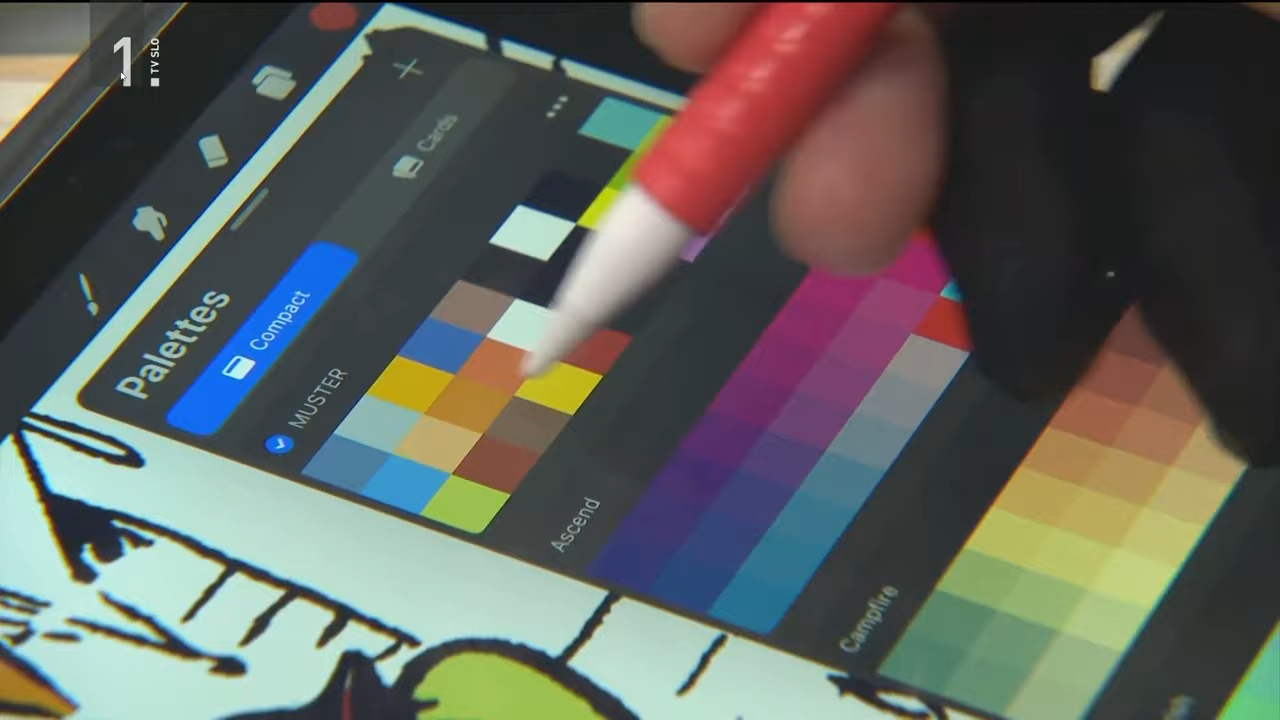 1.
TV SLO
Palettes
Compact
Cards
MUSTER
Ascend
Campfire